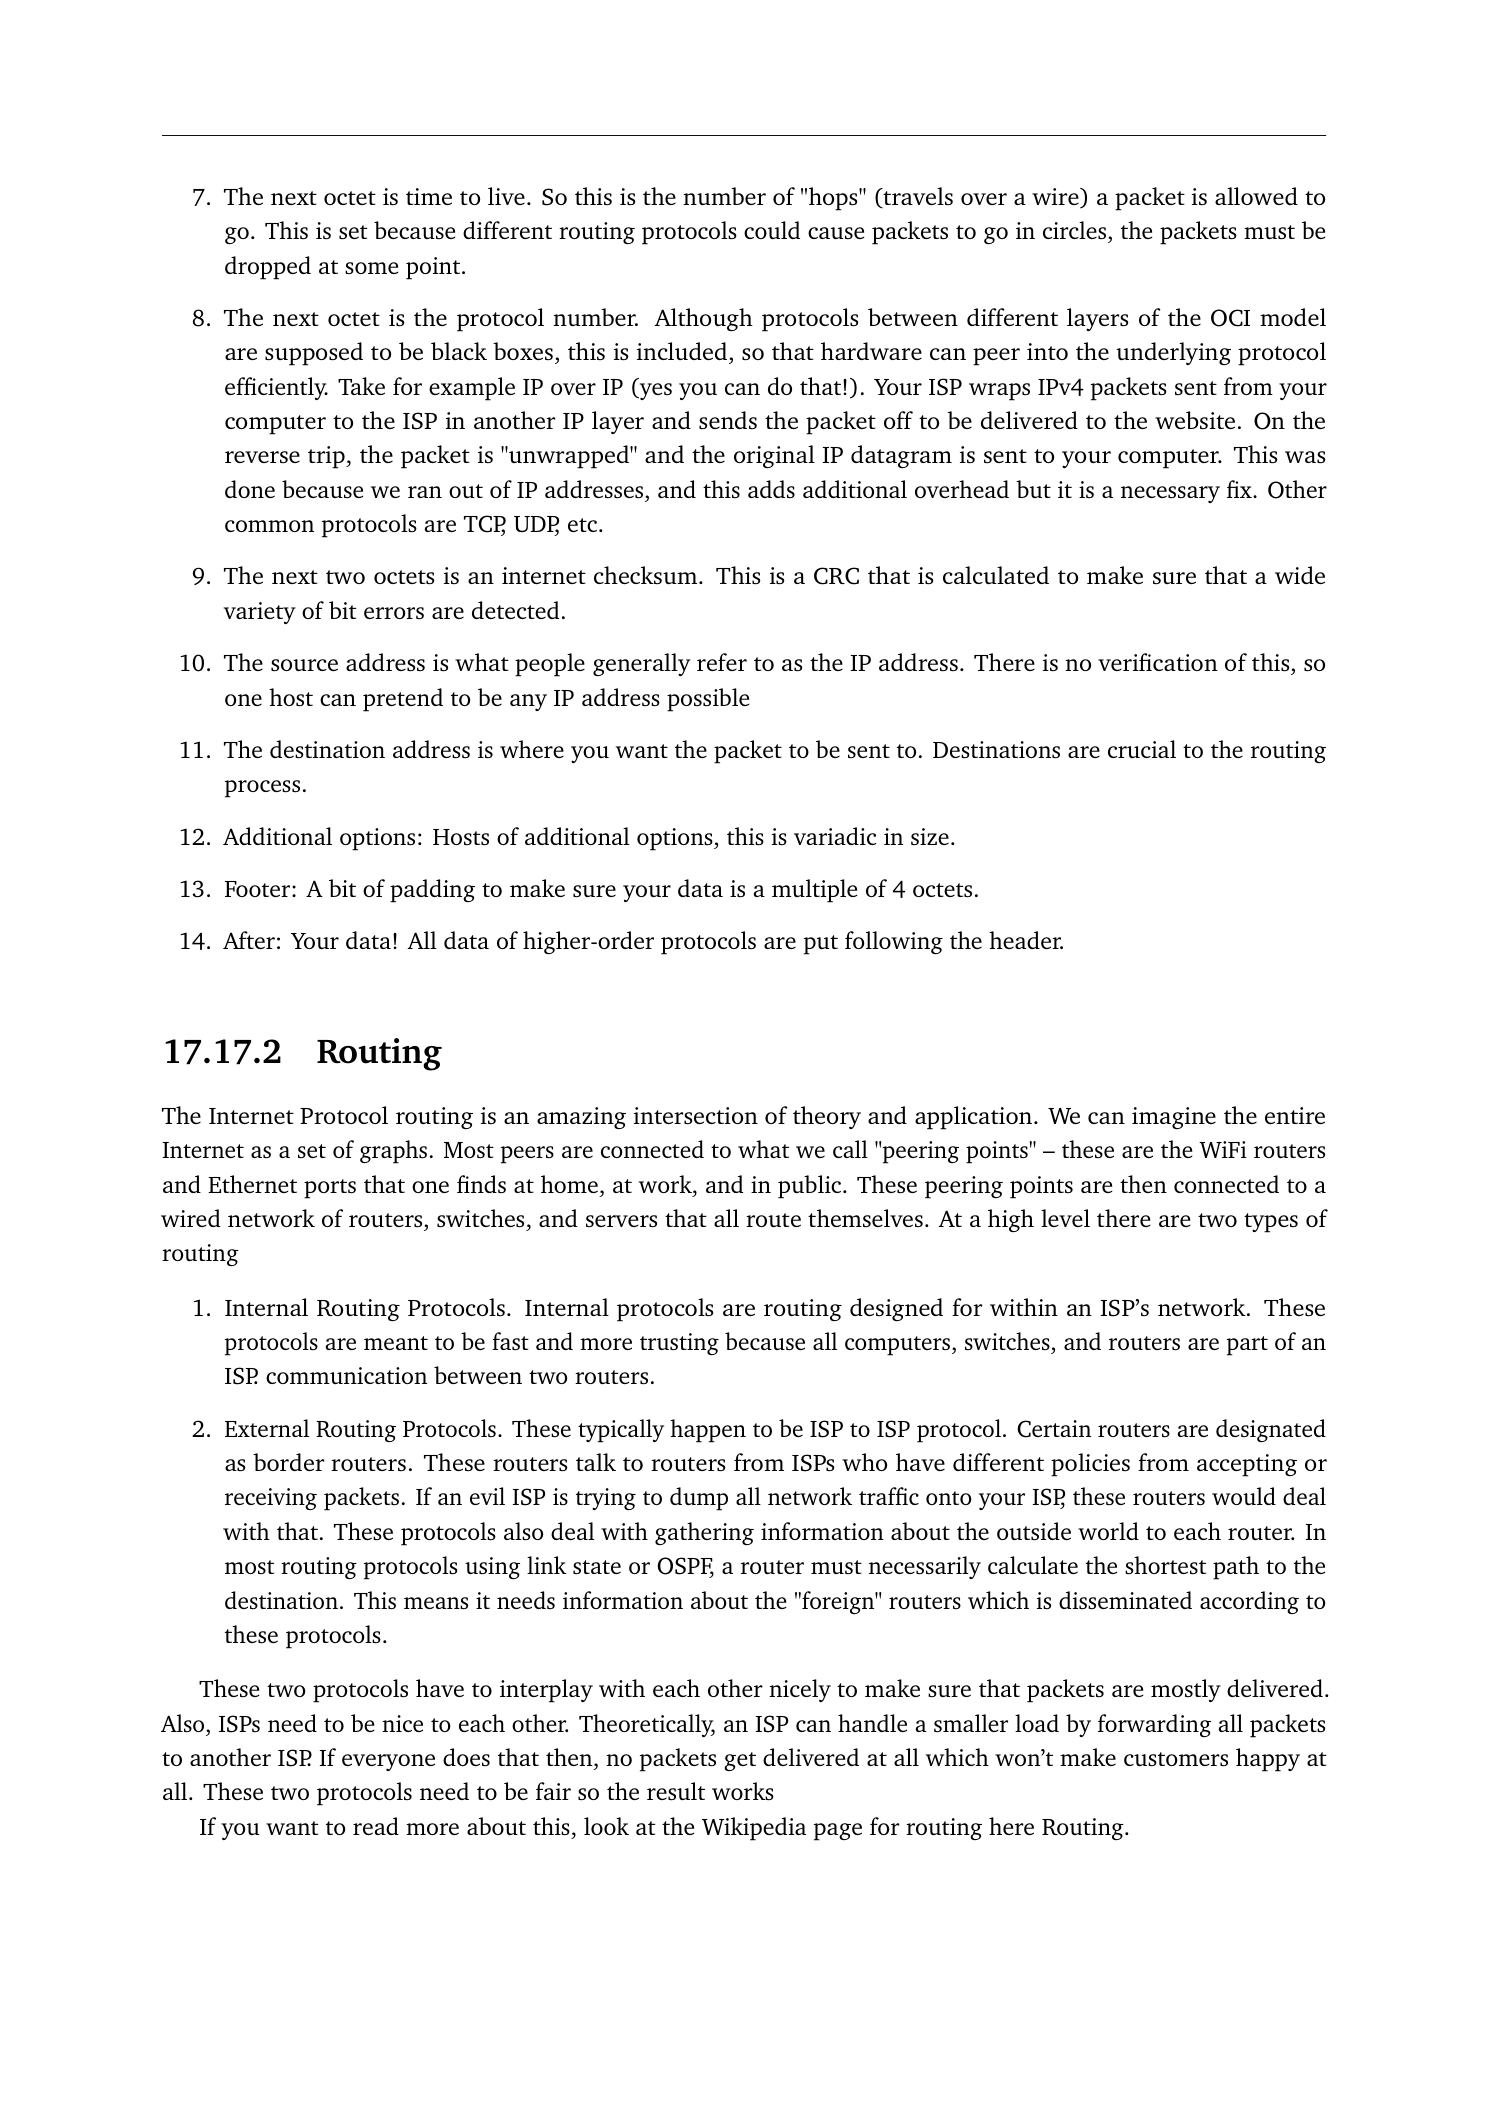 7. The next octet is time to live. So this is the number of "hops" (travels over a wire) a packet is allowed to
go. This is set because different routing protocols could cause packets to go in circles, the packets must be
dropped at some point.
8. The next octet is the protocol number. Although protocols between different layers of the OCI model
are supposed to be black boxes, this is included, so that hardware can peer into the underlying protocol
efficiently. Take for example IP over IP (yes you can do that!). Your ISP wraps IPv4 packets sent from your
computer to the ISP in another IP layer and sends the packet off to be delivered to the website. On the
reverse trip, the packet is "unwrapped" and the original IP datagram is sent to your computer. This was
done because we ran out of IP addresses, and this adds additional overhead but it is a necessary fix. Other
common protocols are TCP, UDP, etc.
9. The next two octets is an internet checksum. This is a CRC that is calculated to make sure that a wide
variety of bit errors are detected.
10. The source address is what people generally refer to as the IP address. There is no verification of this, so
one host can pretend to be any IP address possible
11. The destination address is where you want the packet to be sent to. Destinations are crucial to the routing
process.
12. Additional options: Hosts of additional options, this is variadic in size.
13. Footer: A bit of padding to make sure your data is a multiple of 4 octets.
14. After: Your data! All data of higher-order protocols are put following the header.
17.17.2 Routing
The Internet Protocol routing is an amazing intersection of theory and application. We can imagine the entire
Internet as a set of graphs. Most peers are connected to what we call "peering points" – these are the WiFi routers
and Ethernet ports that one finds at home, at work, and in public. These peering points are then connected to a
wired network of routers, switches, and servers that all route themselves. At a high level there are two types of
routing
1. Internal Routing Protocols. Internal protocols are routing designed for within an ISP's network. These
protocols are meant to be fast and more trusting because all computers, switches, and routers are part of an
ISP. communication between two routers.
2. External Routing Protocols. These typically happen to be ISP to ISP protocol. Certain routers are designated
as border routers. These routers talk to routers from ISPs who have different policies from accepting or
receiving packets. If an evil ISP is trying to dump all network traffic onto your ISP, these routers would deal
with that. These protocols also deal with gathering information about the outside world to each router. In
most routing protocols using link state or OSPF, a router must necessarily calculate the shortest path to the
destination. This means it needs information about the "foreign" routers which is disseminated according to
these protocols.
These two protocols have to interplay with each other nicely to make sure that packets are mostly delivered.
Also, ISPs need to be nice to each other. Theoretically, an ISP can handle a smaller load by forwarding all packets
to another ISP. If everyone does that then, no packets get delivered at all which won't make customers happy at
all. These two protocols need to be fair so the result works
If you want to read more about this, look at the Wikipedia page for routing here Routing.